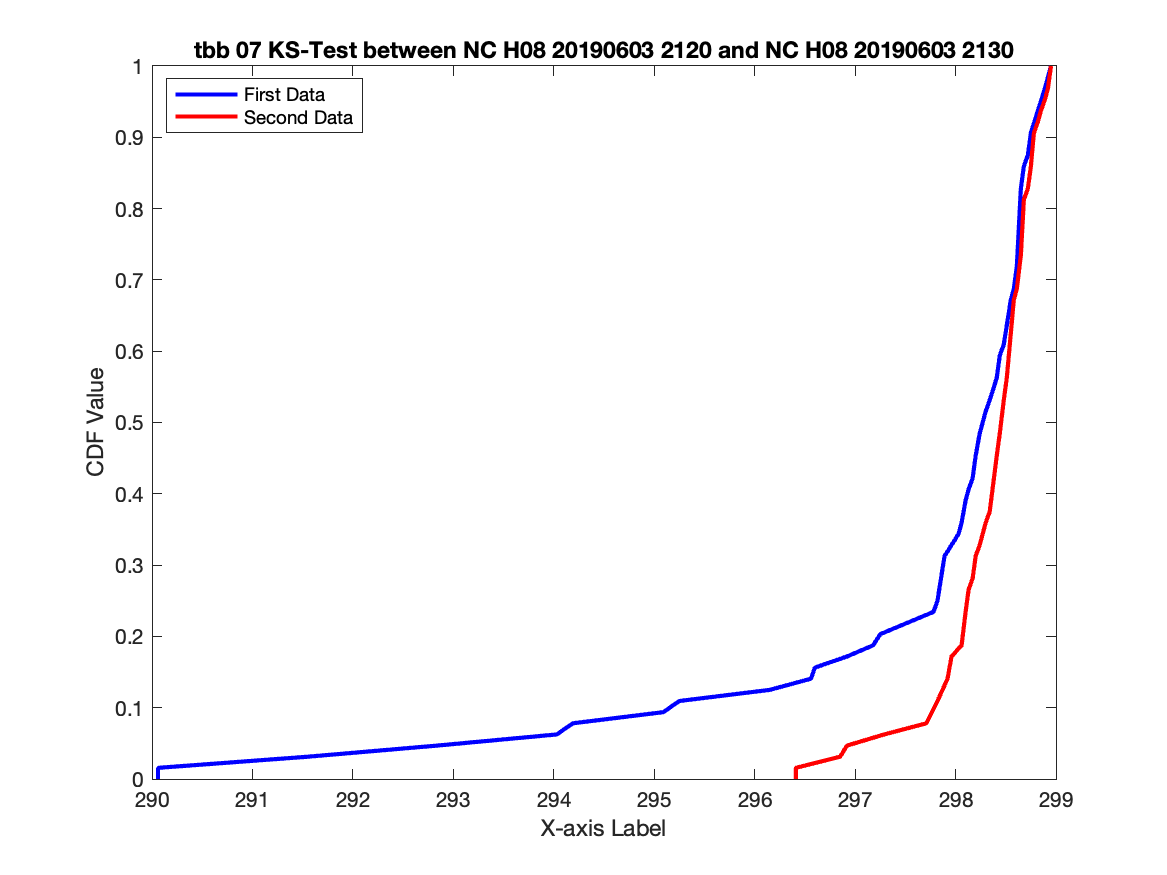 tbb 07 KS-Test between NC H08 20190603 2120 and NC H08 20190603 2130
First Data
Second Data
1
0.9
0.8
0.7
0.6
0.5
0.4
0.3
0.2
0.1
0
CDF Value
290 291 292 293 294 295 296 297 298 299
X-axis Label